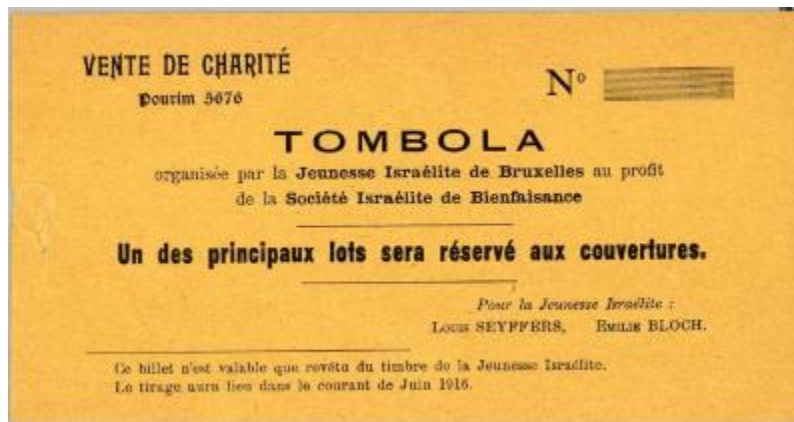 VENTE DE CHARITÉ
Pourim 5676
Nº
TOMBOLA
organisée par la Jeunesse Israélite de Bruxelles au profit
de la Société Israélite de Bienfaisance
Un des principaux lots sera réservé aux couvertures.
Pour la Jeunesse Israélite :
Louis SEYFFERS, Emilie BLOCH.
Ce billet n'est valable que revêtu du timbre de la Jeunesse Israélite.
Le tirage aura lieu dans le courant de Juin 1916.